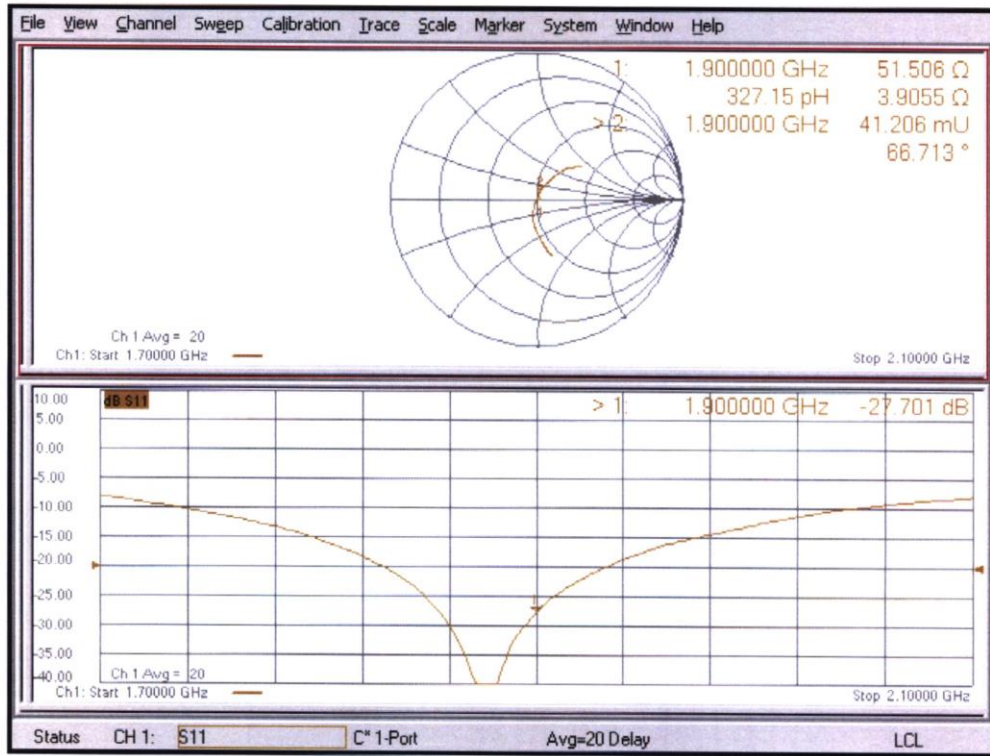 File View Channel Sweep Calibration Trace Scale Marker System Window Help
1: 1.900000 GHz 51.506 Ω
327.15 pH 3.9055 Ω
> 2: 1.900000 GHz 41.206 mU
66.713 °
Ch 1 Avg = 20
Ch1: Start 1.70000 GHz Stop 2.10000 GHz
10.00 dB S11 > 1: 1.900000 GHz -27.701 dB
5.00
0.00
-5.00
-10.00
-15.00
-20.00
-25.00
1
-30.00
-35.00
-40.00 Ch 1 Avg = 20
Ch1: Start 1.70000 GHz Stop 2.10000 GHz
Status CH 1: S11 C* 1-Port Avg=20 Delay LCL